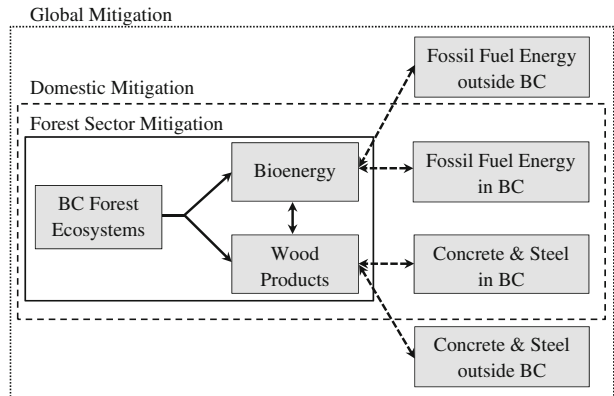 Global Mitigation
Fossil Fuel Energy
outside BC
Domestic Mitigation
Forest Sector Mitigation
Bioenergy
Fossil Fuel Energy
in BC
BC Forest
Ecosystems
Wood
Products
Concrete & Steel
in BC
Concrete & Steel
outside BC